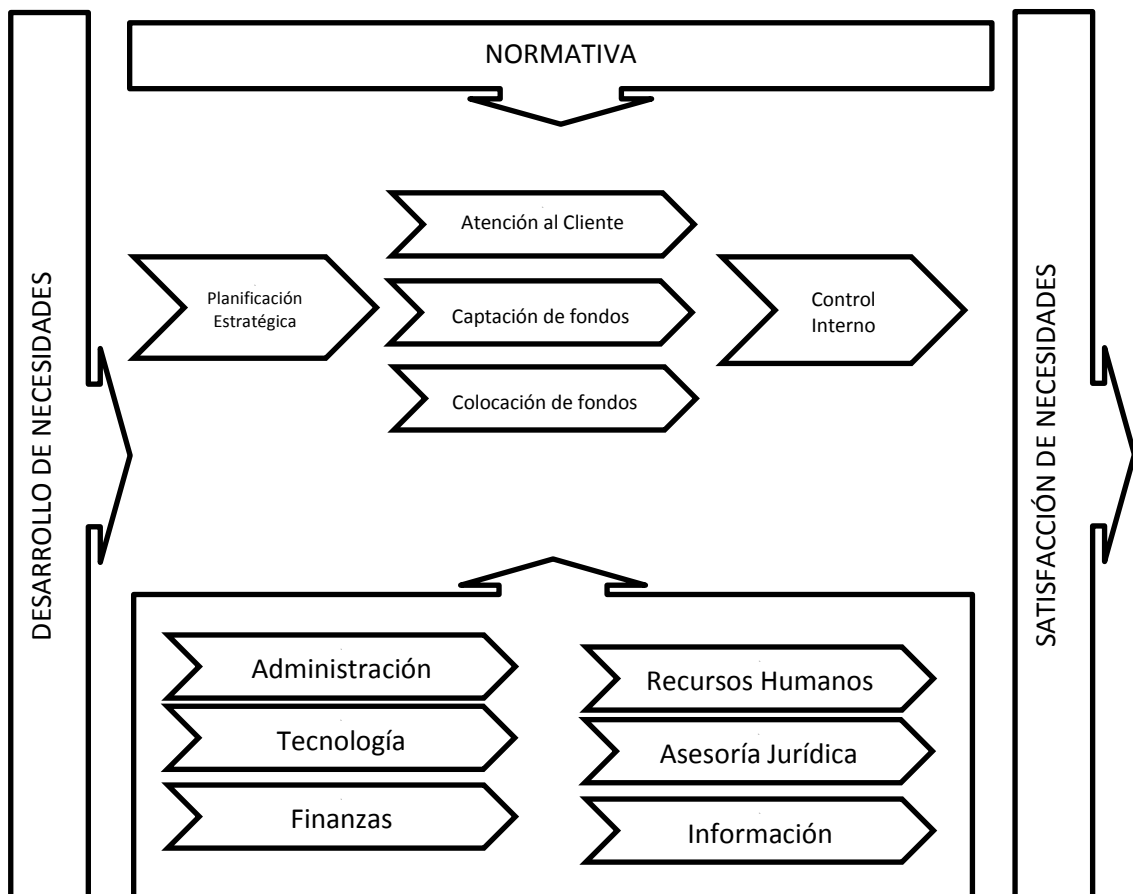 NORMATIVA
DESARROLLO DE NECESIDADES
Planificación
Estratégica
Atención al Cliente
Captación de fondos
Colocación de fondos
Control
Interno
SATISFACCIÓN DE NECESIDADES
Administración
Tecnología
Finanzas
Recursos Humanos
Asesoría Jurídica
Información